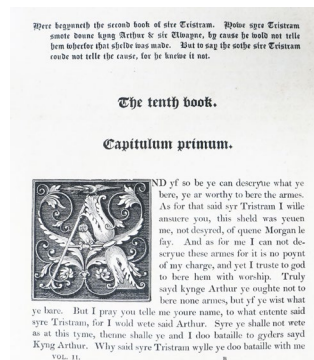 Here begynneth the second book of sire Tristram. Howe syre Tristram
smote doune kyng Arthur & sir Uwayne, by cause he wold not telle
hem wherfor that shelde was made. But to say the sothe sire Tristram
coude not telle the cause, for he knewe it not.
The tenth book.
Capitulum primum.
AND yf so be ye can descryue what ye
bere, ye ar worthy to bere the armes.
As for that said syr Tristram I wille
ansuere you, this sheld was yeuen
me, not desyred, of quene Morgan le
fay. And as for me I can not de-
scryue these armes for it is no poynt
of my charge, and yet I truste to god
to bere hem with worship. Truly
sayd kynge Arthur ye oughte not to
bere none armes, but yf ye wist what
ye bare. But I pray you telle me youre name, to what entente said
syre Tristram, for I wold wete said Arthur. Syre ye shalle not wete
as at this tyme, thenne shalle ye and I doo bataille to gyders sayd
Kyng Arthur. Why said syre Tristram wylle ye doo bataille with me
VOL. II. B